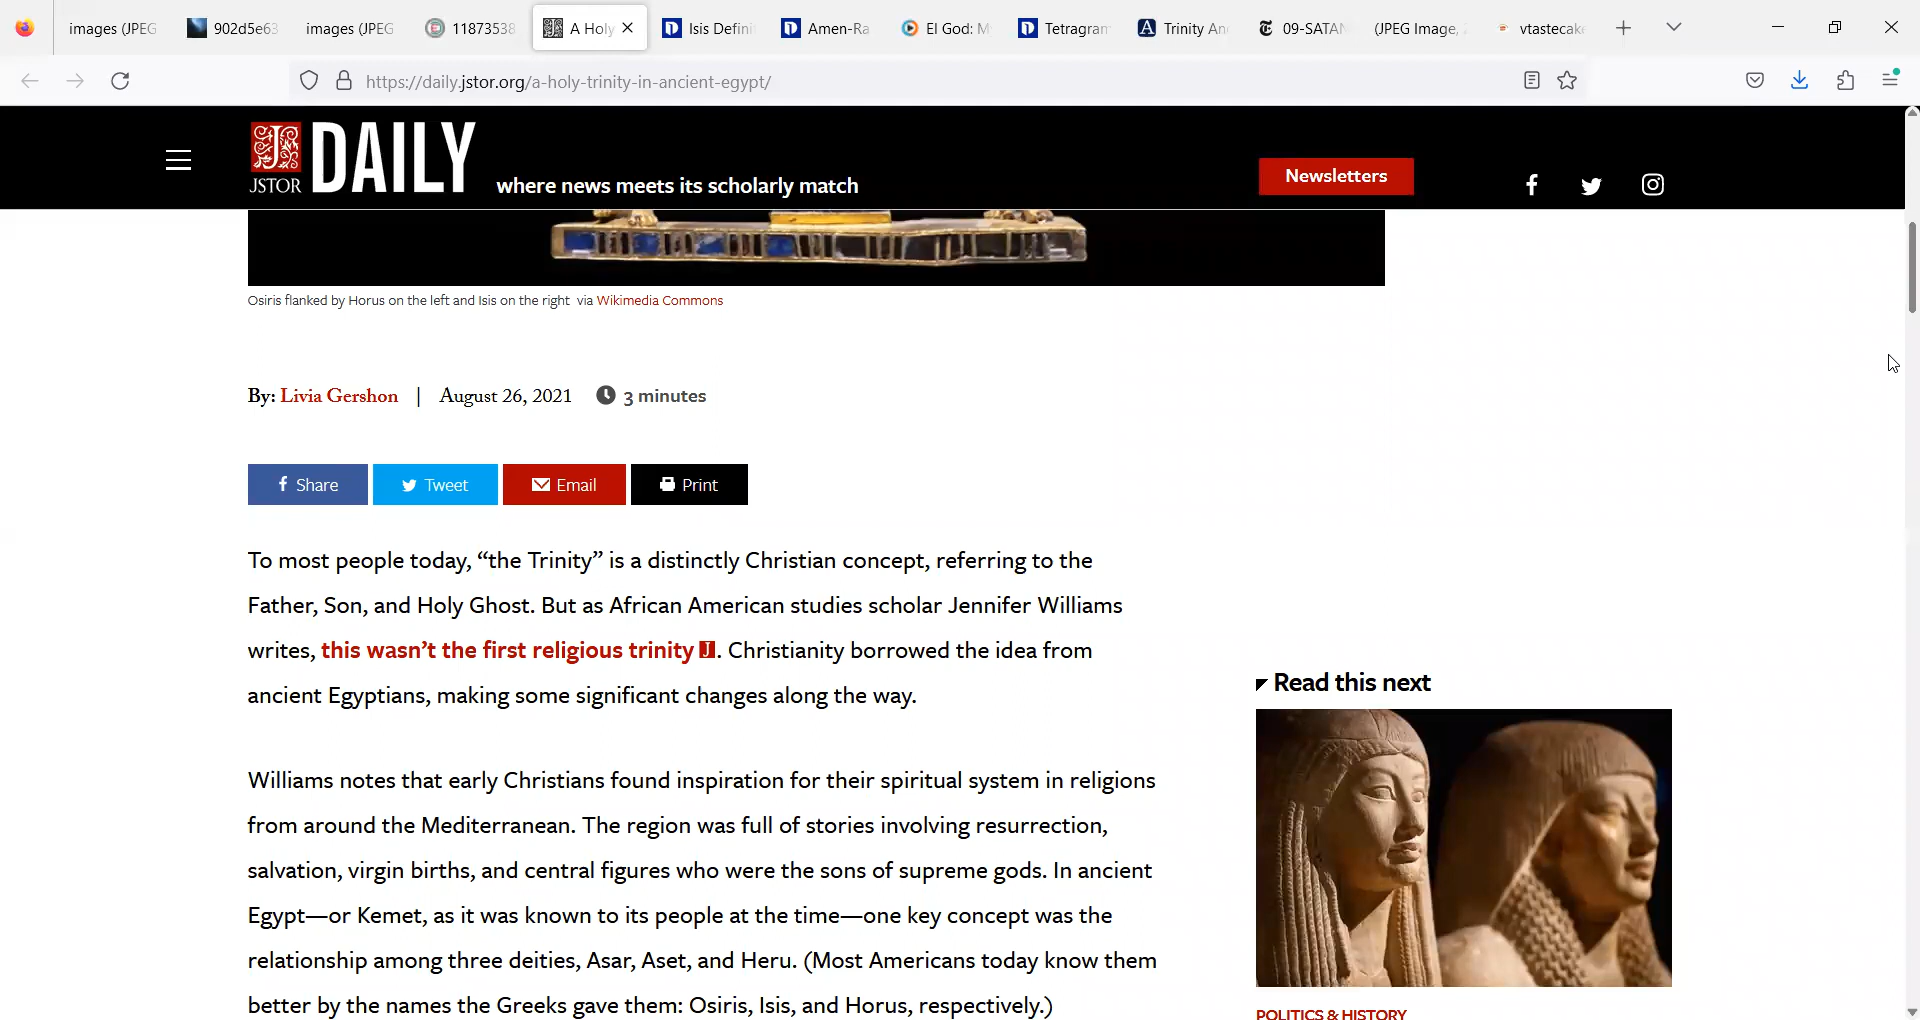 images (JPEG
902d5e63
images (JPEG
11873538
A Holy
Isis Defini
Amen-Ra
El God: M
Tetragram
Trinity An
09-SATAN
(JPEG Image,
vtastecake
https://daily.jstor.org/a-holy-trinity-in-ancient-egypt/
JSTOR
DAILY
where news meets its scholarly match
Newsletters
Osiris flanked by Horus on the left and Isis on the right via Wikimedia Commons
By: Livia Gershon | August 26, 2021 3 minutes
Share
Tweet
Email
Print
To most people today, “the Trinity” is a distinctly Christian concept, referring to the
Father, Son, and Holy Ghost. But as African American studies scholar Jennifer Williams
writes, this wasn’t the first religious trinity J. Christianity borrowed the idea from
ancient Egyptians, making some significant changes along the way.
Williams notes that early Christians found inspiration for their spiritual system in religions
from around the Mediterranean. The region was full of stories involving resurrection,
salvation, virgin births, and central figures who were the sons of supreme gods. In ancient
Egypt—or Kemet, as it was known to its people at the time—one key concept was the
relationship among three deities, Asar, Aset, and Heru. (Most Americans today know them
better by the names the Greeks gave them: Osiris, Isis, and Horus, respectively.)
Read this next
POLITICS & HISTORY